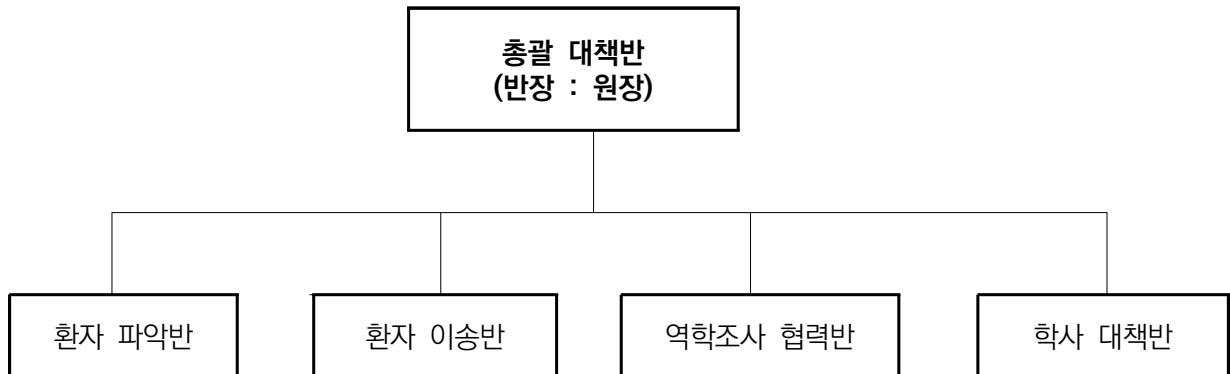 총괄 대책반
(반장 : 원장)
환자 파악반
환자 이송반
역학조사 협력반
학사 대책반